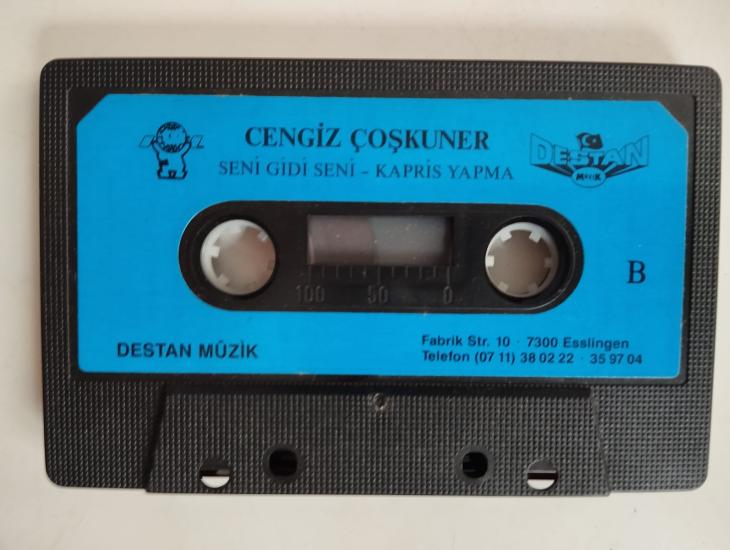 CENGİZ ÇOŞKUNER
SENİ GİDİ SENİ - KAPRİS YAPMA
DESTAN
MÜZİK
B
100 50 0
DESTAN MÛZİK
Fabrik Str. 10 · 7300 Esslingen
Telefon (07 11) 38 02 22 · 35 97 04